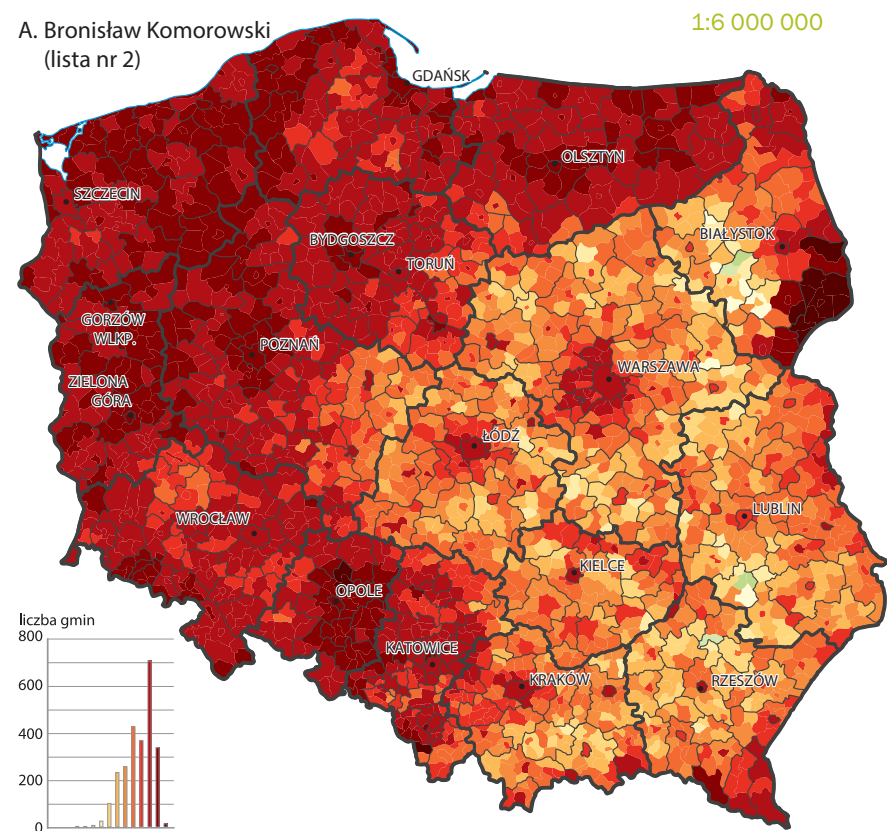 A. Bronisław Komorowski
(lista nr 2)
1:6 000 000
GDAŃSK
OLSZTYN
SZCZECIN
BIAŁYSTOK
BYDGOSZCZ
TORUŃ
GORZÓW
WLKP.
POZNAŃ
WARSZAWA
ZIELONA
GÓRA
ŁÓDŹ
WROCŁAW
LUBLIN
KIELCE
OPOLE
KATOWICE
KRAKÓW
RZESZÓW
liczba gmin
800
600
400
200
0